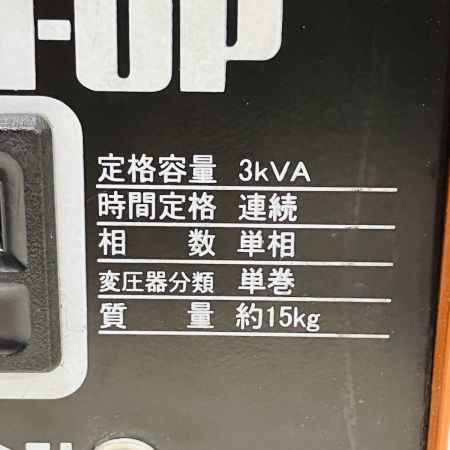 -UP
定格容量 3kVA
時間定格 連続
相数 単相
変圧器分類 単巻
質量 約15kg